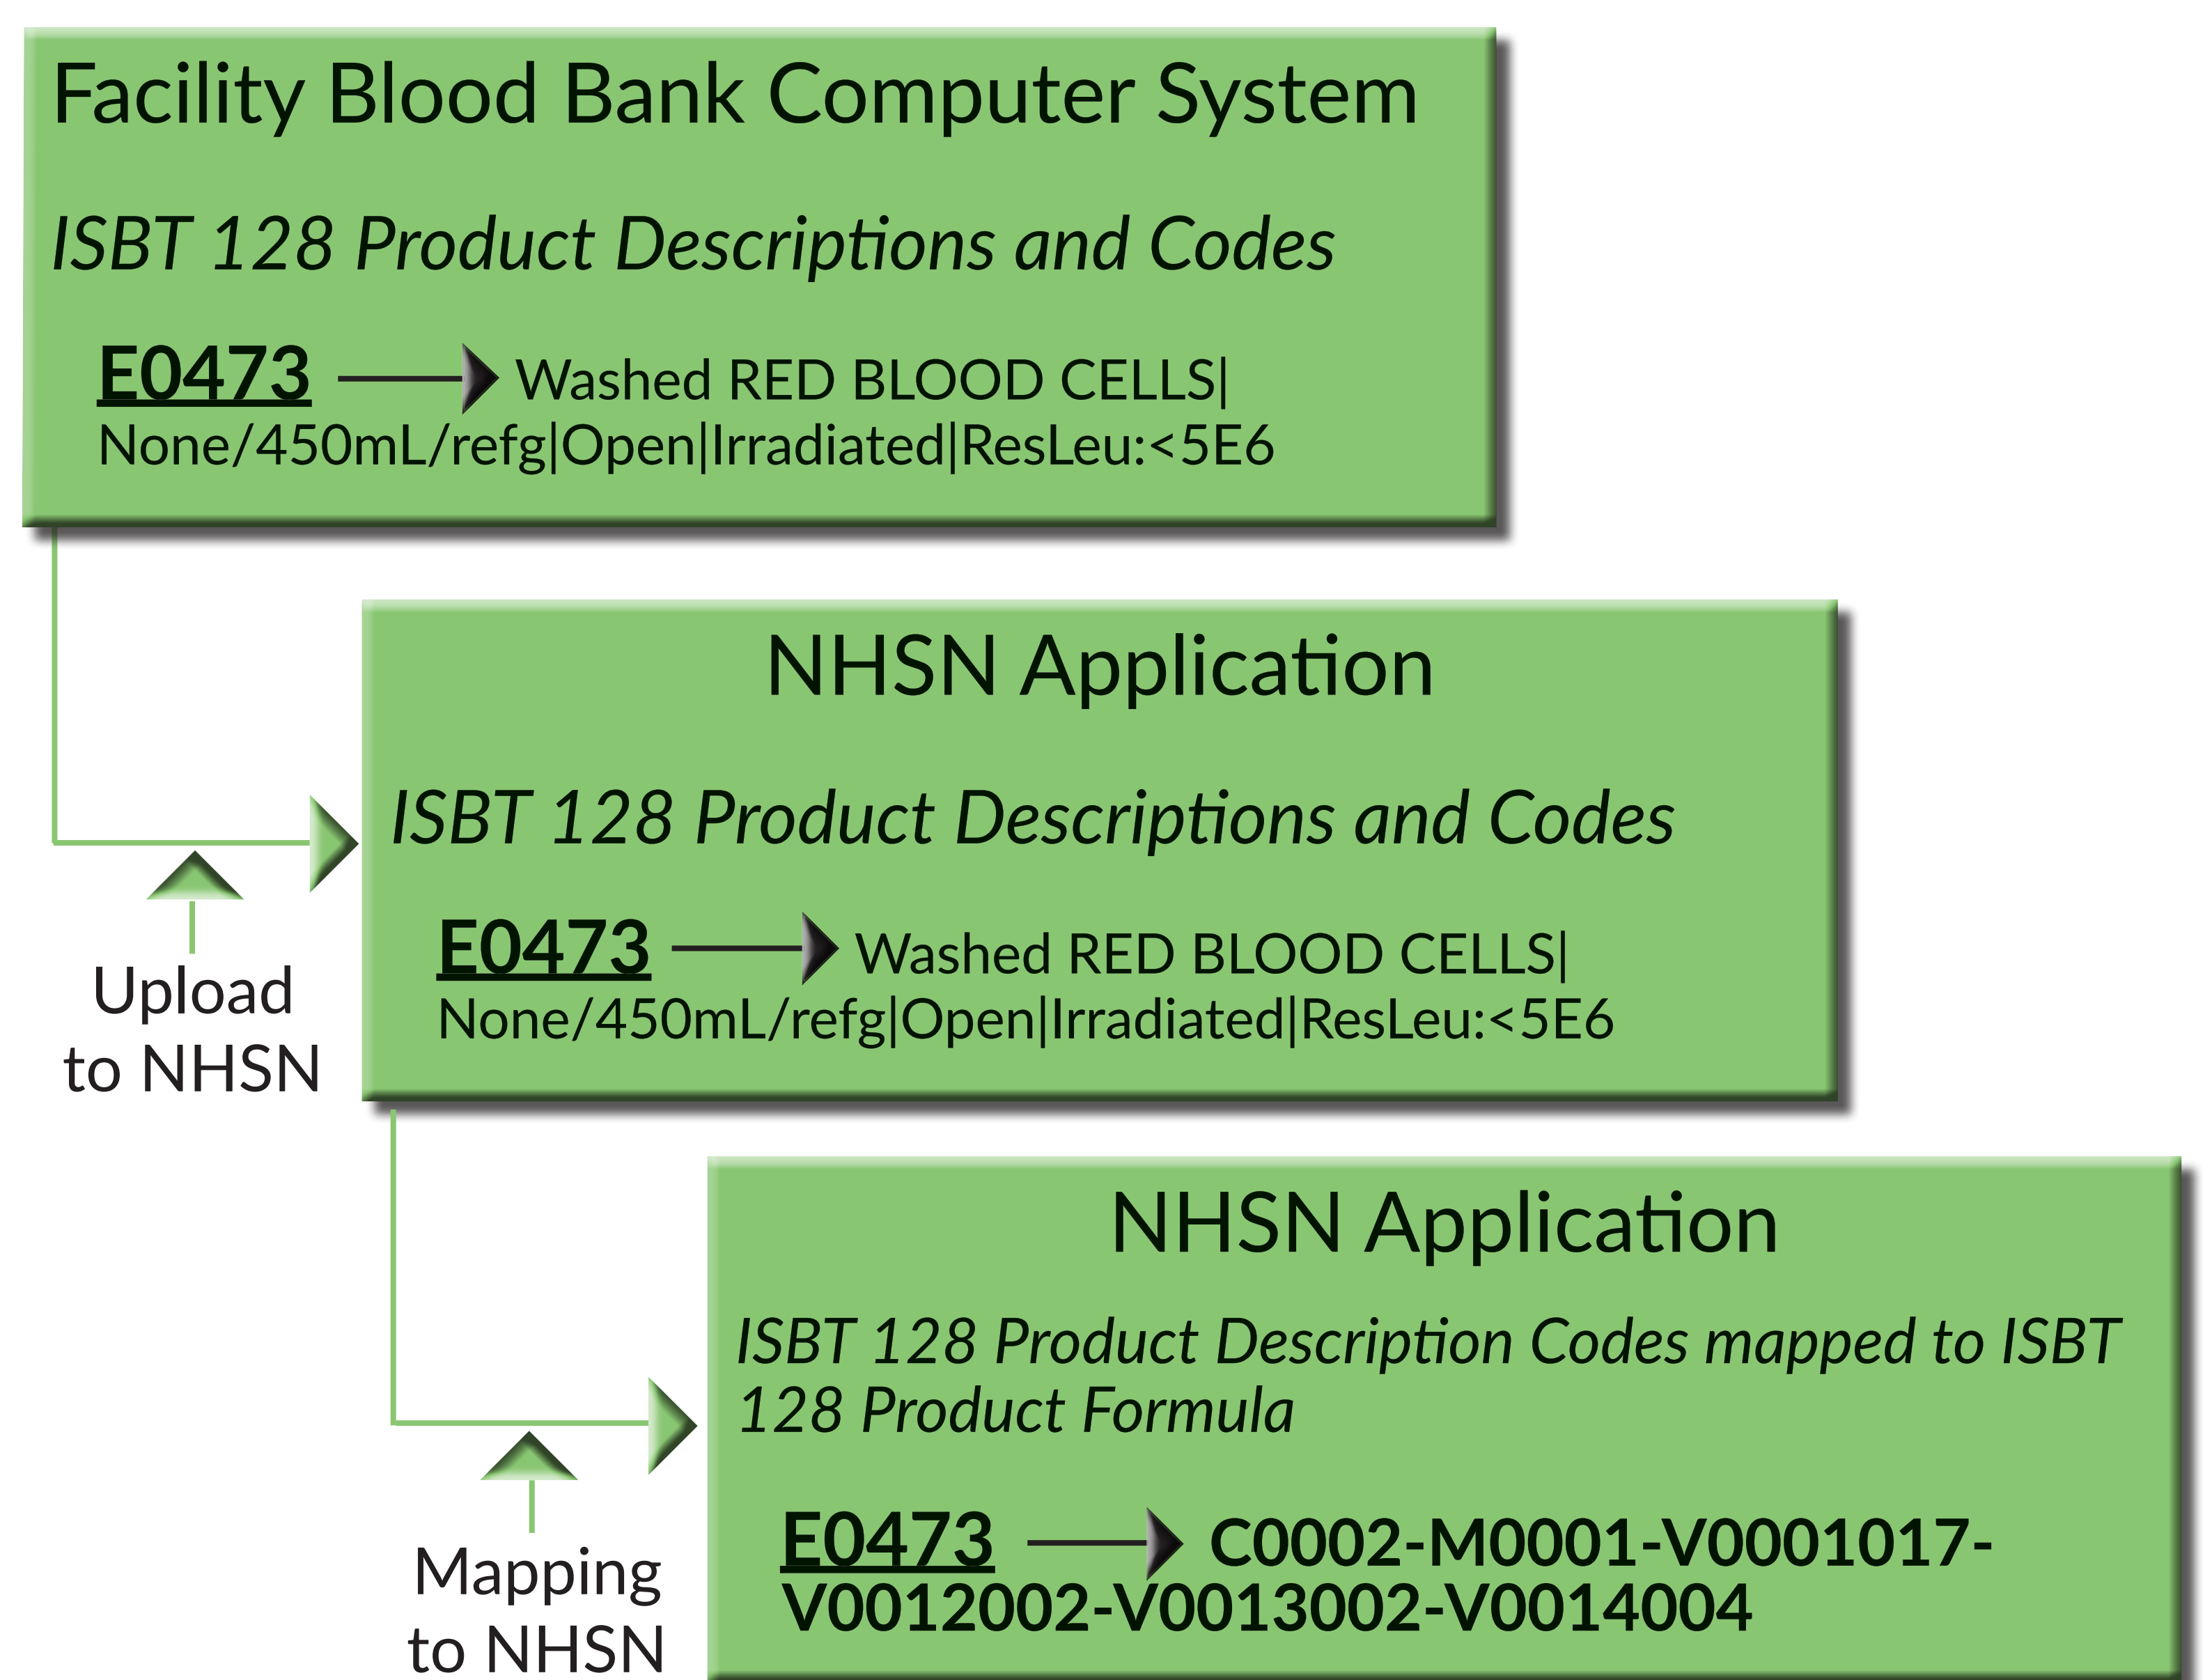 Facility Blood Bank Computer System
ISBT 128 Product Descriptions and Codes
E0473 Washed RED BLOOD CELLS|
None/450mL/refg|Open|Irradiated|ResLeu:<5E6
NHSN Application
ISBT 128 Product Descriptions and Codes
E0473 Washed RED BLOOD CELLS|
None/450mL/refg|Open|Irradiated|ResLeu:<5E6
Upload
to NHSN
NHSN Application
ISBT 128 Product Description Codes mapped to ISBT
128 Product Formula
E0473 C0002-M0001-V0001017-
V0012002-V0013002-V0014004
Mapping
to NHSN